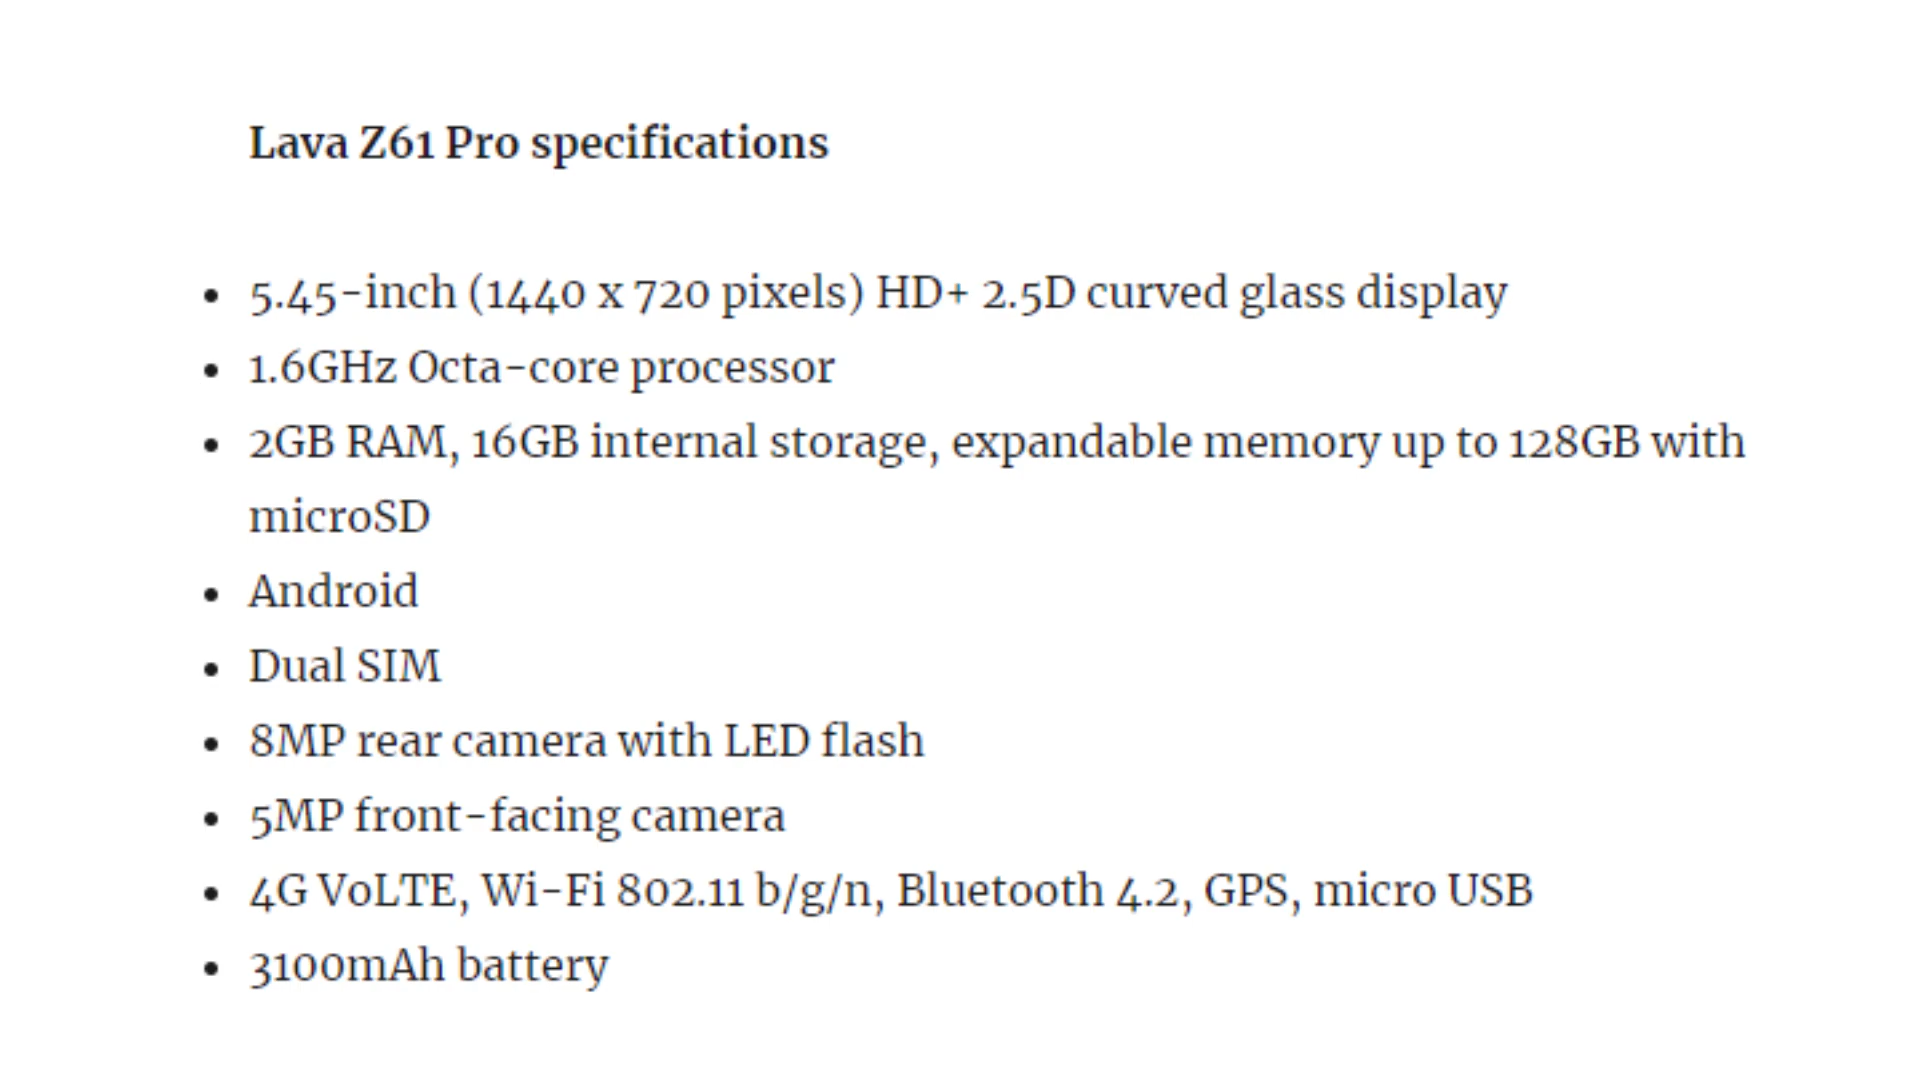 Lava Z61 Pro specifications
• 5.45-inch (1440 x 720 pixels) HD+ 2.5D curved glass display
• 1.6GHz Octa-core processor
• 2GB RAM, 16GB internal storage, expandable memory up to 128GB with
microSD
• Android
• Dual SIM
• 8MP rear camera with LED flash
• 5MP front-facing camera
• 4G VoLTE, Wi-Fi 802.11 b/g/n, Bluetooth 4.2, GPS, micro USB
• 3100mAh battery